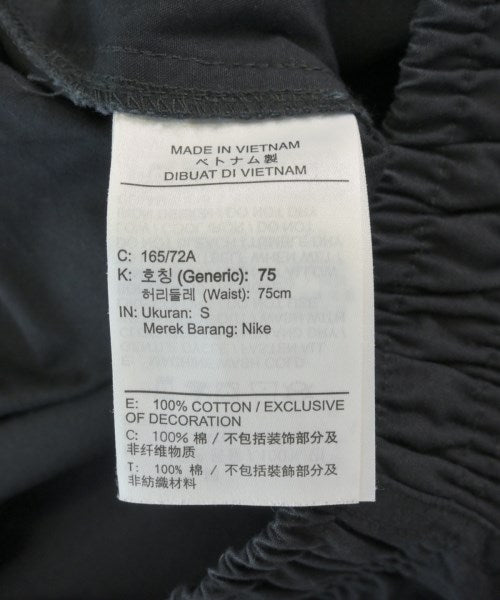 MADE IN VIETNAM
ベトナム製
DIBUAT DI VIETNAM
C: 165/72A
K: 호칭 (Generic): 75
허리둘레 (Waist): 75cm
IN: Ukuran: S
Merek Barang: Nike
E: 100% COTTON / EXCLUSIVE
OF DECORATION
C: 100% 棉 / 不包括装饰部分及
非纤维物质
T: 100% 棉 / 不包括裝飾部分及
非紡織材料